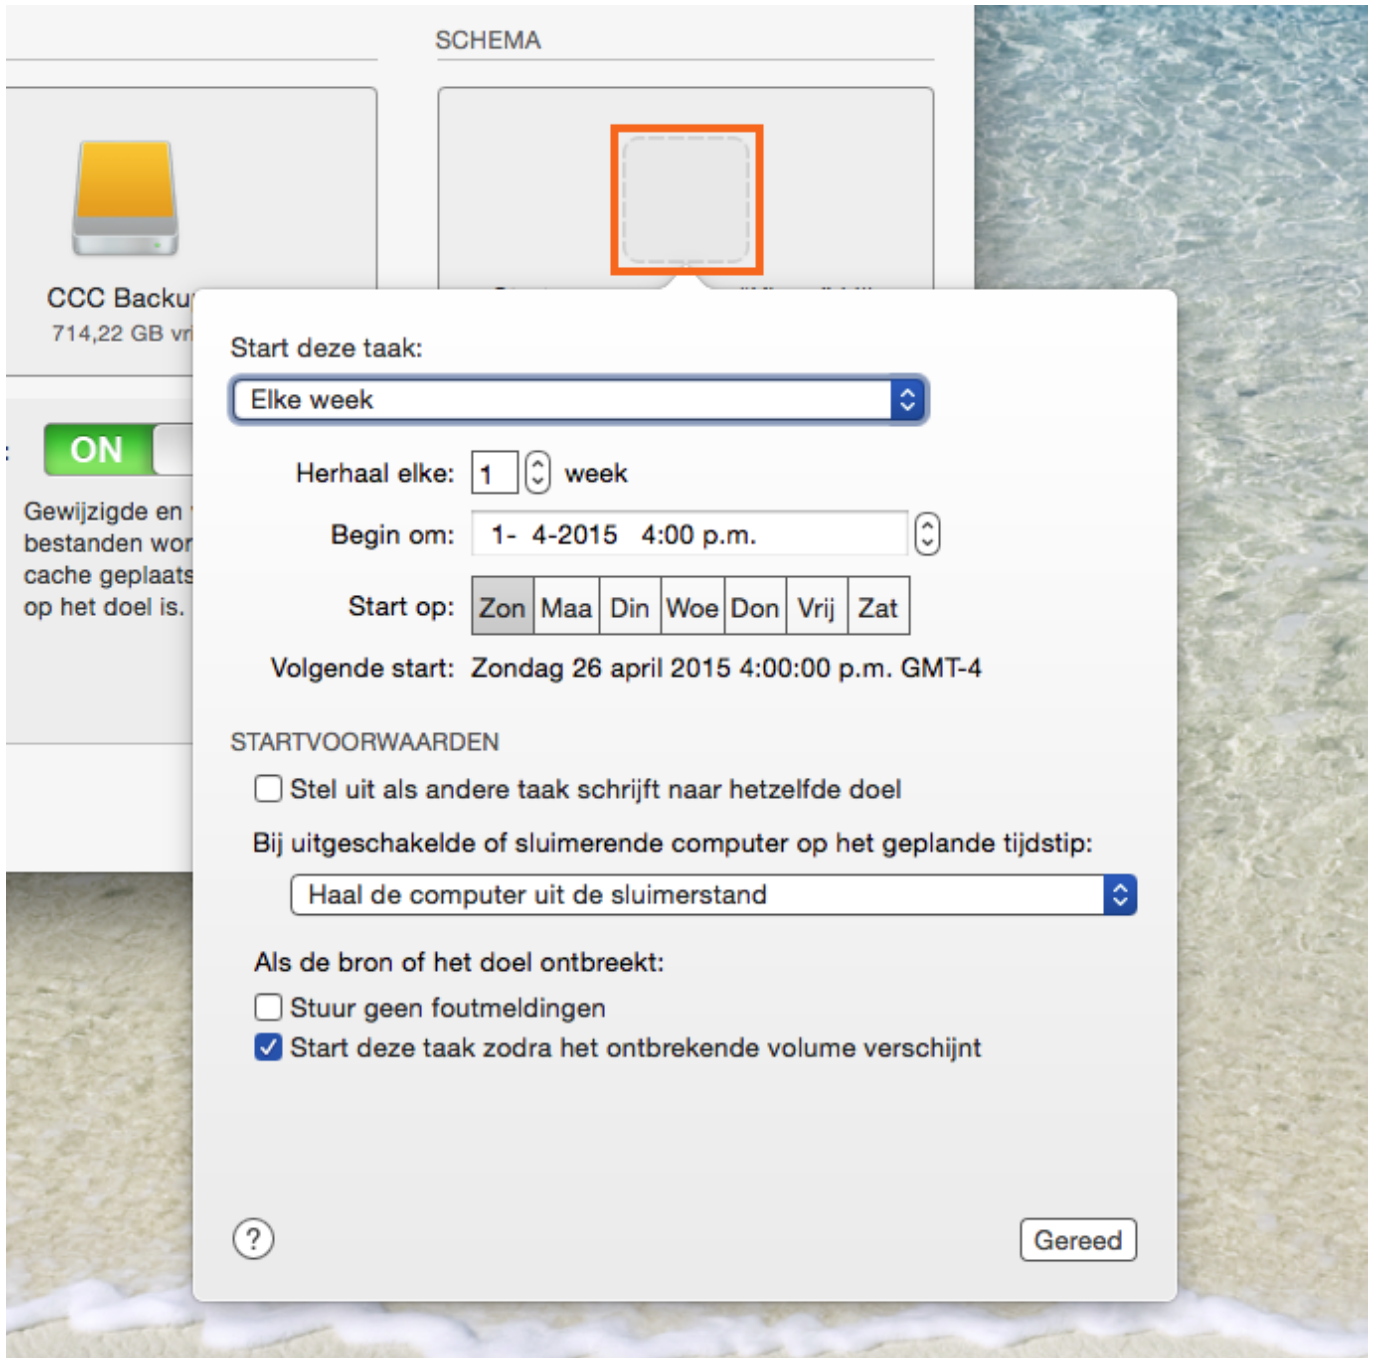 SCHEMA
CCC Backu
714,22 GB vri
ON
Gewijzigde en
bestanden wor
cache geplaats
op het doel is.
Start deze taak:
Elke week
Herhaal elke: 1 week
Begin om: 1- 4-2015 4:00 p.m.
Start op: Zon Maa Din Woe Don Vrij Zat
Volgende start: Zondag 26 april 2015 4:00:00 p.m. GMT-4
STARTVOORWAARDEN
Stel uit als andere taak schrijft naar hetzelfde doel
Bij uitgeschakelde of sluimerende computer op het geplande tijdstip:
Haal de computer uit de sluimerstand
Als de bron of het doel ontbreekt:
Stuur geen foutmeldingen
Start deze taak zodra het ontbrekende volume verschijnt
?
Gereed